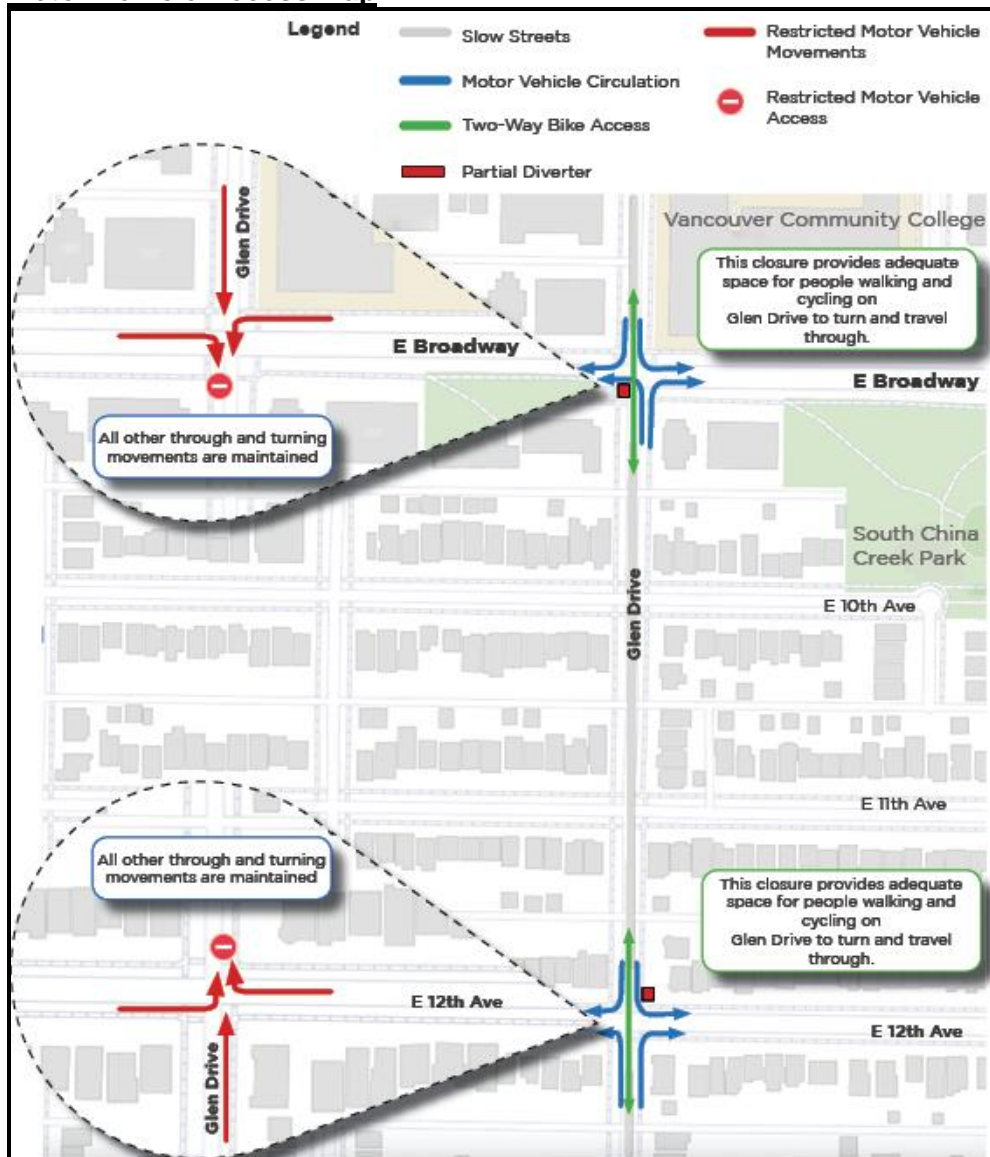 Motor Vehicle Access Map
Legend
Slow Streets
Motor Vehicle Circulation
Two-Way Bike Access
Partial Diverter
Restricted Motor Vehicle
Movements
Restricted Motor Vehicle
Access
Glen Drive
E Broadway
All other through and turning
movements are maintained
Vancouver Community College
This closure provides adequate
space for people walking and
cycling on
Glen Drive to turn and travel
through.
E Broadway
South China
Creek Park
Glen Drive
E 10th Ave
E 11th Ave
All other through and turning
movements are maintained
E 12th Ave
Glen Drive
This closure provides adequate
space for people walking and
cycling on
Glen Drive to turn and travel
through.
E 12th Ave